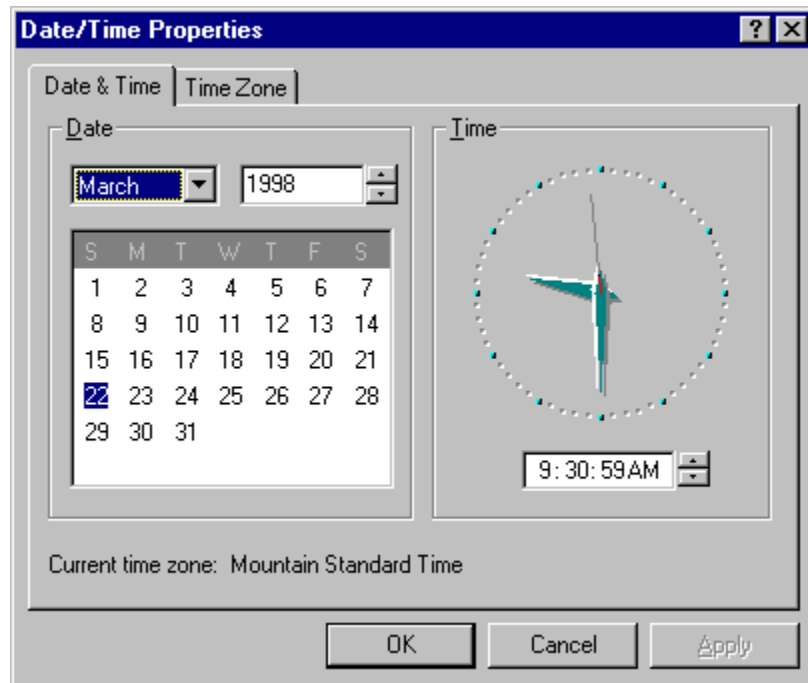 Date/Time Properties
Date & Time Time Zone
Date
March 1998
S M T W T F S
1 2 3 4 5 6 7
8 9 10 11 12 13 14
15 16 17 18 19 20 21
22 23 24 25 26 27 28
29 30 31
Time
9:30:59AM
Current time zone: Mountain Standard Time
OK Cancel Apply